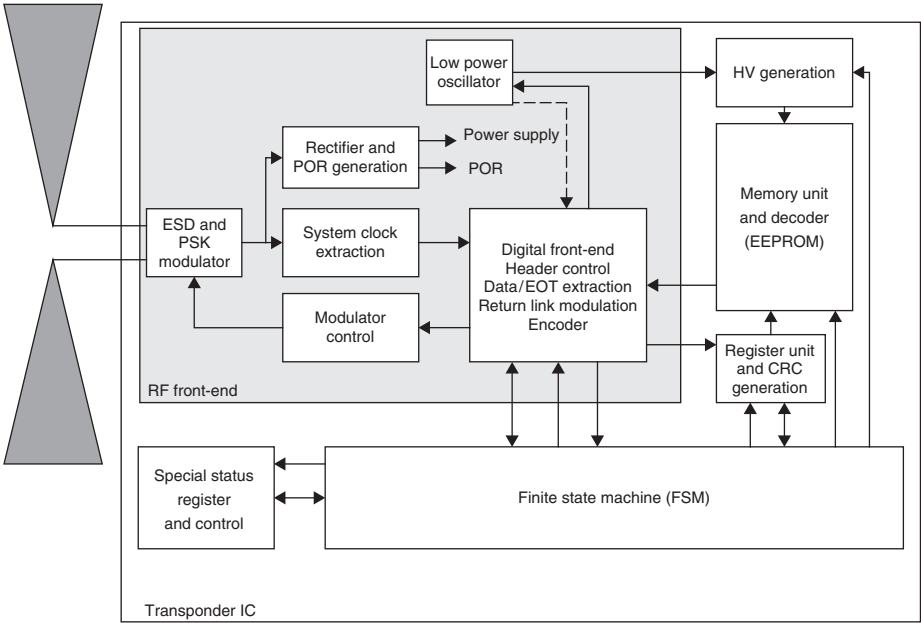 Low power
oscillator
HV generation
Rectifier and
POR generation
Power supply
POR
Memory unit
and decoder
(EEPROM)
ESD and
PSK
modulator
System clock
extraction
Digital front-end
Header control
Data/EOT extraction
Return link modulation
Encoder
Modulator
control
Register unit
and CRC
generation
RF front-end
Special status
register
and control
Finite state machine (FSM)
Transponder IC